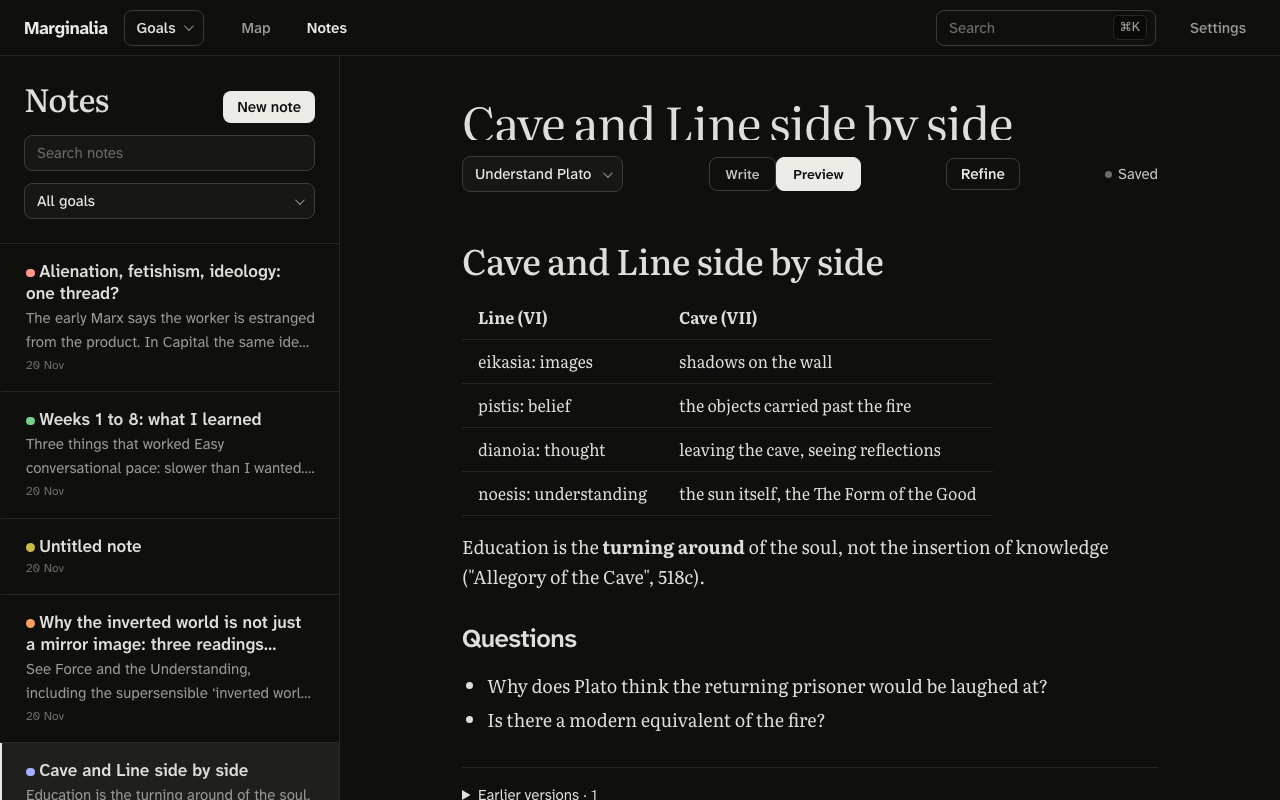 Marginalia
Goals
Map
Notes
Search
⌘K
Settings
Notes
New note
Search notes
All goals
Alienation, fetishism, ideology:
one thread?
The early Marx says the worker is estranged
from the product. In Capital the same ide…
20 Nov
Weeks 1 to 8: what I learned
Three things that worked Easy
conversational pace: slower than I wanted.…
20 Nov
Untitled note
20 Nov
Why the inverted world is not just
a mirror image: three readings…
See Force and the Understanding,
including the supersensible ‘inverted worl…
20 Nov
Cave and Line side by side
Education is the turning around of the soul,
Cave and Line side by side
Understand Plato
Write
Preview
Refine
Saved
Cave and Line side by side
Line (VI)
Cave (VII)
eikasia: images
shadows on the wall
pistis: belief
the objects carried past the fire
dianoia: thought
leaving the cave, seeing reflections
noesis: understanding
the sun itself, the The Form of the Good
Education is the turning around of the soul, not the insertion of knowledge
("Allegory of the Cave", 518c).
Questions
Why does Plato think the returning prisoner would be laughed at?
Is there a modern equivalent of the fire?
Earlier versions · 1